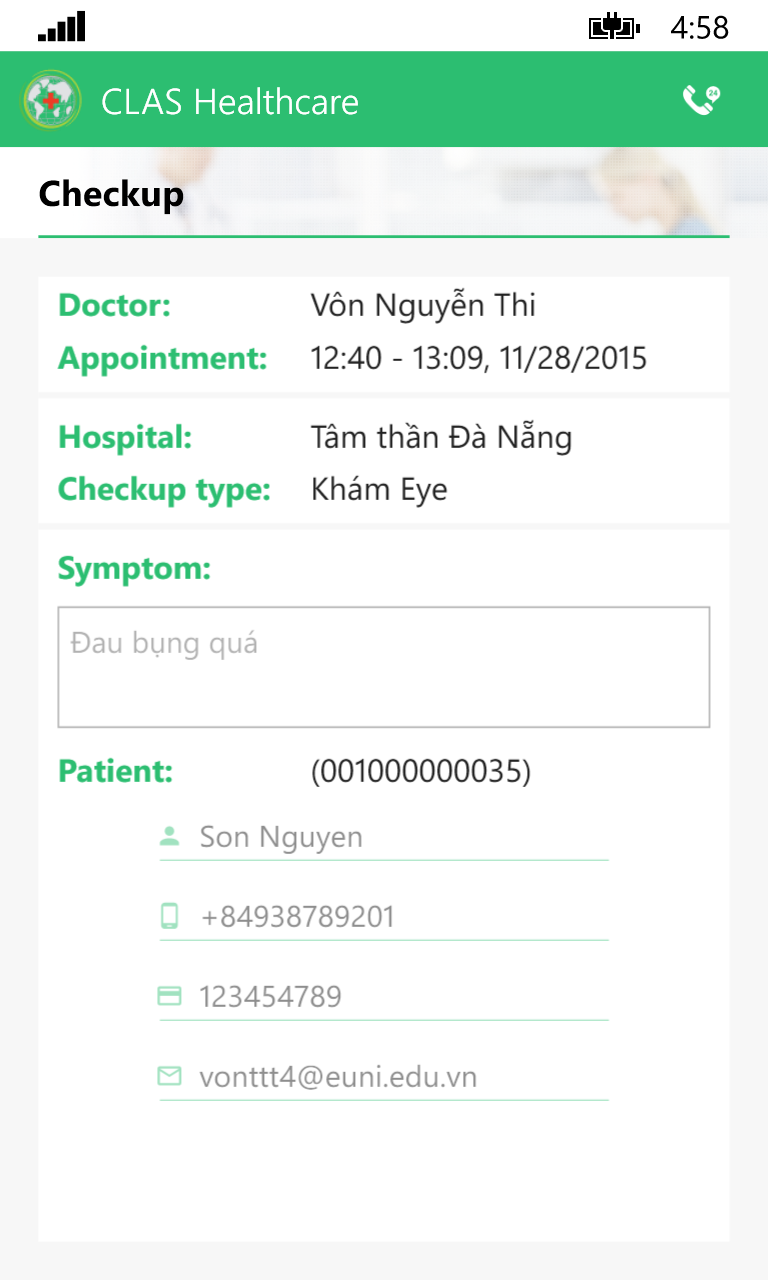 4:58
CLAS Healthcare
24
Checkup
Doctor: Vôn Nguyễn Thi
Appointment: 12:40 - 13:09, 11/28/2015
Hospital: Tâm thần Đà Nẵng
Checkup type: Khám Eye
Symptom:
Đau bụng quá
Patient: (001000000035)
Son Nguyen
+84938789201
123454789
vonttt4@euni.edu.vn